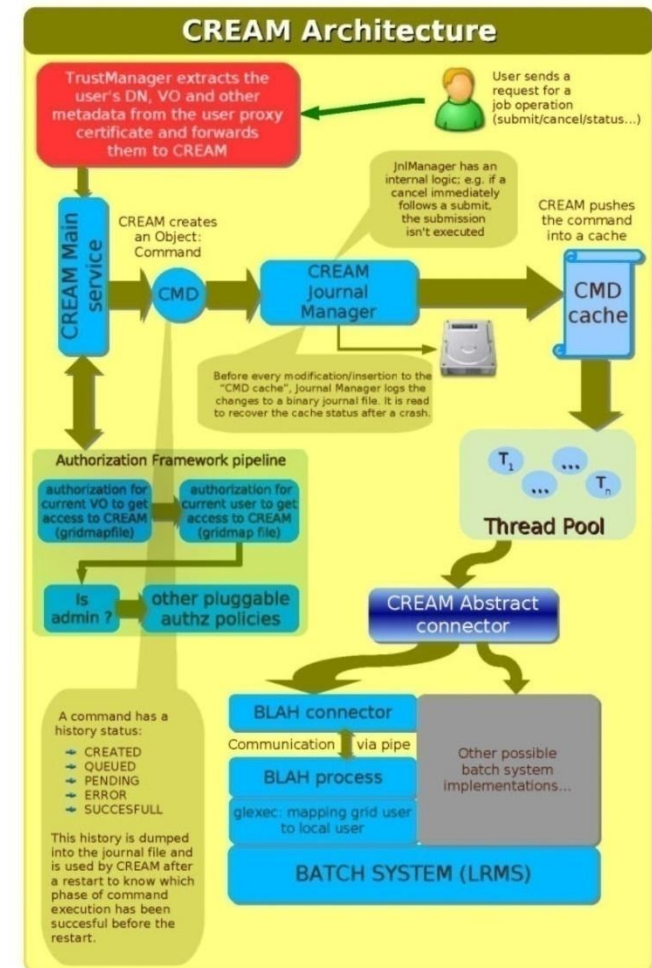 CREAM Architecture
TrustManager extracts the
user's DN, VO and other
metadata from the user proxy
certificate and forwards
them to CREAM
User sends a
request for a
job operation
(submit/cancel/status...)
JnlManager has an
internal logic; e.g. if a
cancel immediately
follows a submit,
the submission
isn't executed
CREAM Main
service
CREAM creates
an Object:
Command
CMD
CREAM
Journal
Manager
CREAM pushes
the command
into a cache
CMD
cache
Before every modification/insertion to the
"CMD cache", Journal Manager logs the
changes to a binary journal file. It is read
to recover the cache status after a crash.
Authorization Framework pipeline
authorization for
current VO to get
access to CREAM
(gridmapfile)
authorization for
current user to get
access to CREAM
(gridmap file)
Is
admin ?
other pluggable
authz policies
T1
...
...
Tn
Thread Pool
CREAM Abstract
connector
BLAH connector
Communication via pipe
BLAH process
glexec: mapping grid user
to local user
Other possible
batch system
implementations...
BATCH SYSTEM (LRMS)
A command has a
history status:
CREATED
QUEUED
PENDING
ERROR
SUCCESFULL
This history is dumped
into the journal file and
is used by CREAM after
a restart to know which
phase of command
execution has been
succesful before the
restart.